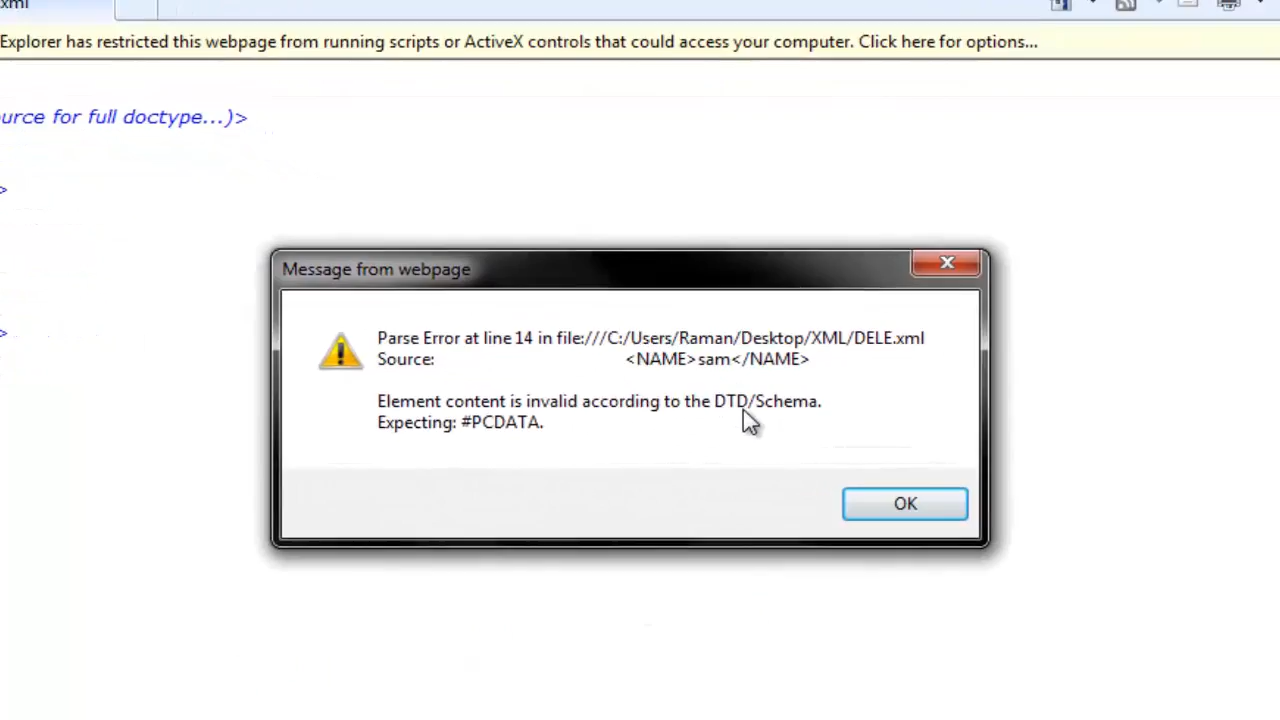 xml
Explorer has restricted this webpage from running scripts or ActiveX controls that could access your computer. Click here for options...
urce for full doctype...)>
>
Message from webpage
Parse Error at line 14 in file:///C:/Users/Raman/Desktop/XML/DELE.xml
Source: <NAME>sam</NAME>
>
Element content is invalid according to the DTD/Schema.
Expecting: #PCDATA.
OK